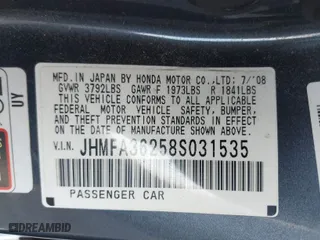 MFD. IN JAPAN BY HONDA MOTOR CO.,LTD; 7/'08
GVWR 3792LBS GAWR F 1973LBS R 1841LBS
THIS VEHICLE CONFORMS TO ALL APPLICABLE
FEDERAL MOTOR VEHICLE SAFETY, BUMPER,
AND THEFT PREVENTION STANDARDS IN EFFECT
ON THE DATE OF MANUFACTURE SHOWN ABOVE.
JHMFA36258S031535
PASSENGER CAR
UY